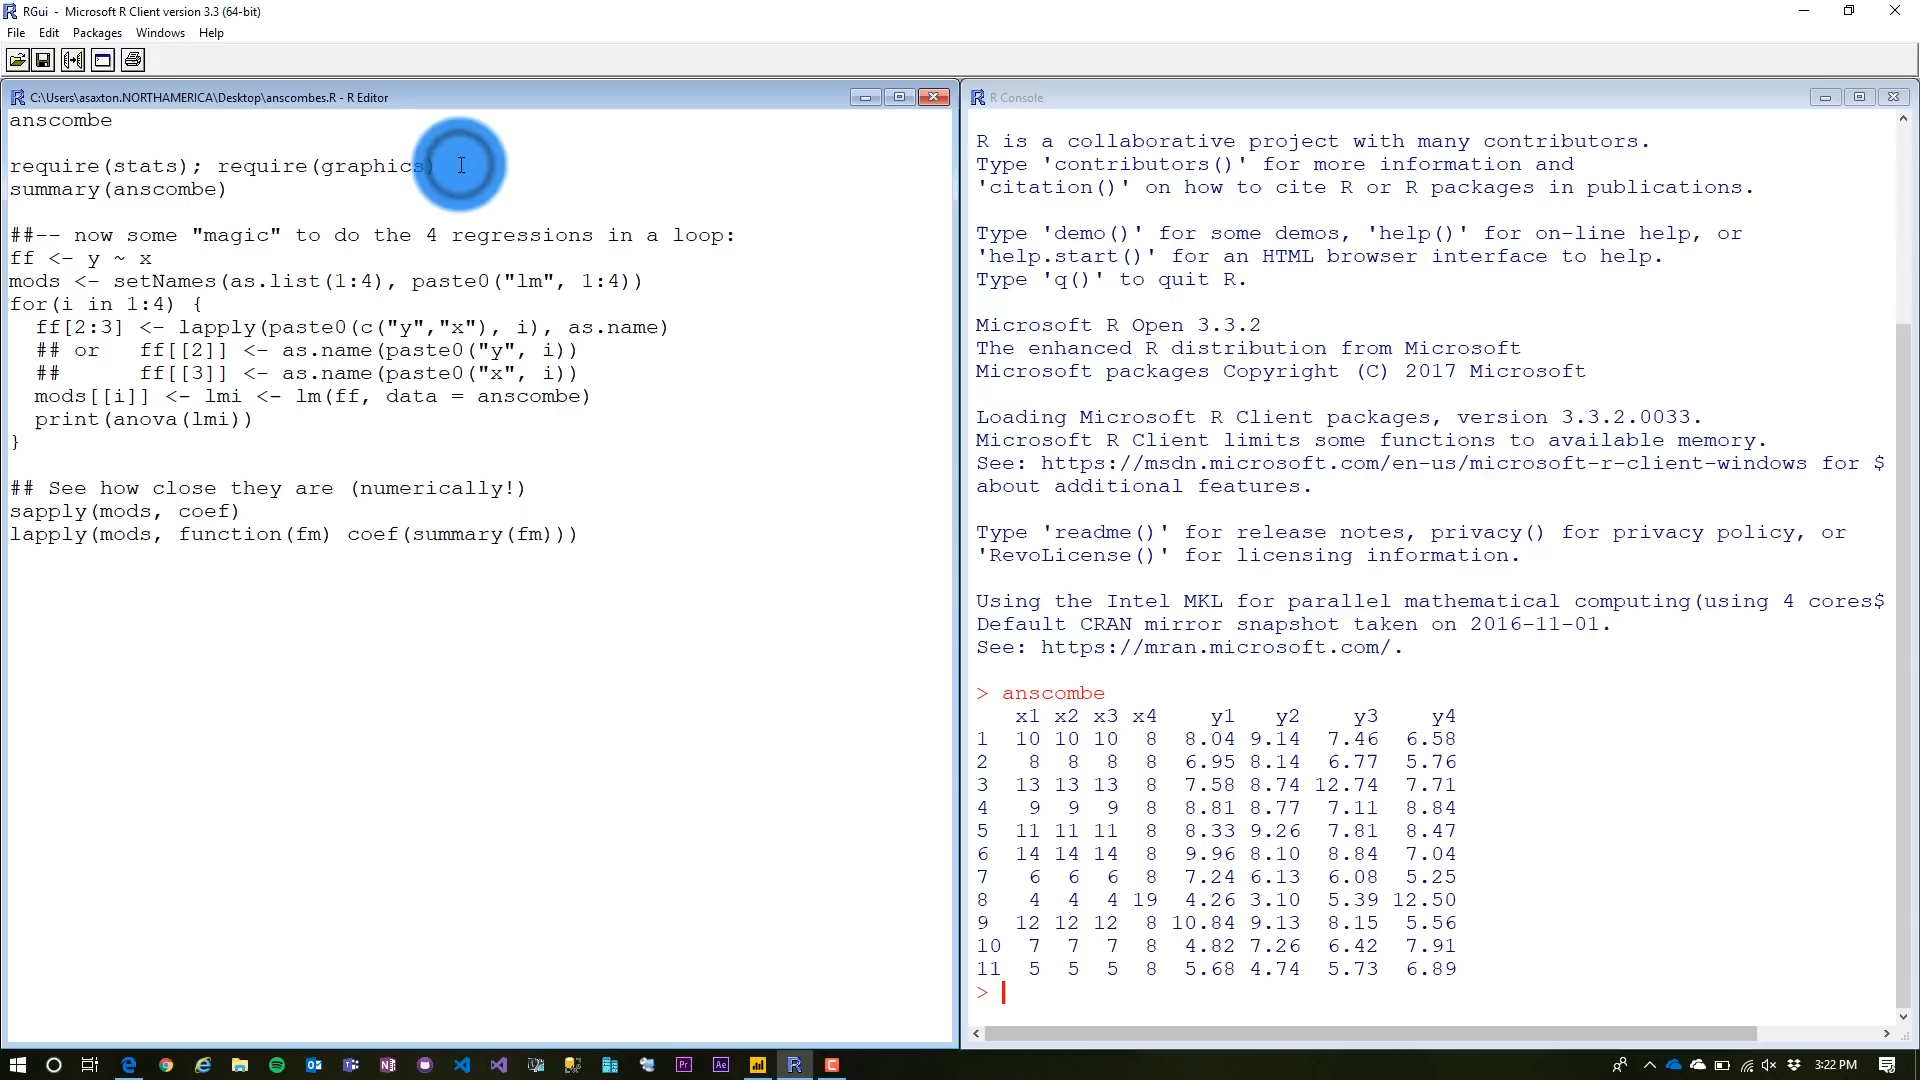 RGui - Microsoft R Client version 3.3 (64-bit)
File Edit Packages Windows Help
C:\Users\asaxton.NORTHAMERICA\Desktop\anscombes.R - R Editor
anscombe
require(stats); require(graphics)
summary(anscombe)
##-- now some "magic" to do the 4 regressions in a loop:
ff <- y ~ x
mods <- setNames(as.list(1:4), paste0("lm", 1:4))
for(i in 1:4) {
  ff[2:3] <- lapply(paste0(c("y","x"), i), as.name)
  ## or   ff[[2]] <- as.name(paste0("y", i))
  ##      ff[[3]] <- as.name(paste0("x", i))
  mods[[i]] <- lmi <- lm(ff, data = anscombe)
  print(anova(lmi))
}
## See how close they are (numerically!)
sapply(mods, coef)
lapply(mods, function(fm) coef(summary(fm)))
R Console
R is a collaborative project with many contributors.
Type 'contributors()' for more information and
'citation()' on how to cite R or R packages in publications.
Type 'demo()' for some demos, 'help()' for on-line help, or
'help.start()' for an HTML browser interface to help.
Type 'q()' to quit R.
Microsoft R Open 3.3.2
The enhanced R distribution from Microsoft
Microsoft packages Copyright (C) 2017 Microsoft
Loading Microsoft R Client packages, version 3.3.2.0033.
Microsoft R Client limits some functions to available memory.
See: https://msdn.microsoft.com/en-us/microsoft-r-client-windows for $
about additional features.
Type 'readme()' for release notes, privacy() for privacy policy, or
'RevoLicense()' for licensing information.
Using the Intel MKL for parallel mathematical computing(using 4 cores$
Default CRAN mirror snapshot taken on 2016-11-01.
See: https://mran.microsoft.com/.
> anscombe
   x1 x2 x3 x4    y1   y2    y3    y4
1  10 10 10  8  8.04 9.14  7.46  6.58
2   8  8  8  8  6.95 8.14  6.77  5.76
3  13 13 13  8  7.58 8.74 12.74  7.71
4   9  9  9  8  8.81 8.77  7.11  8.84
5  11 11 11  8  8.33 9.26  7.81  8.47
6  14 14 14  8  9.96 8.10  8.84  7.04
7   6  6  6  8  7.24 6.13  6.08  5.25
8   4  4  4 19  4.26 3.10  5.39 12.50
9  12 12 12  8 10.84 9.13  8.15  5.56
10  7  7  7  8  4.82 7.26  6.42  7.91
11  5  5  5  8  5.68 4.74  5.73  6.89
>
3:22 PM